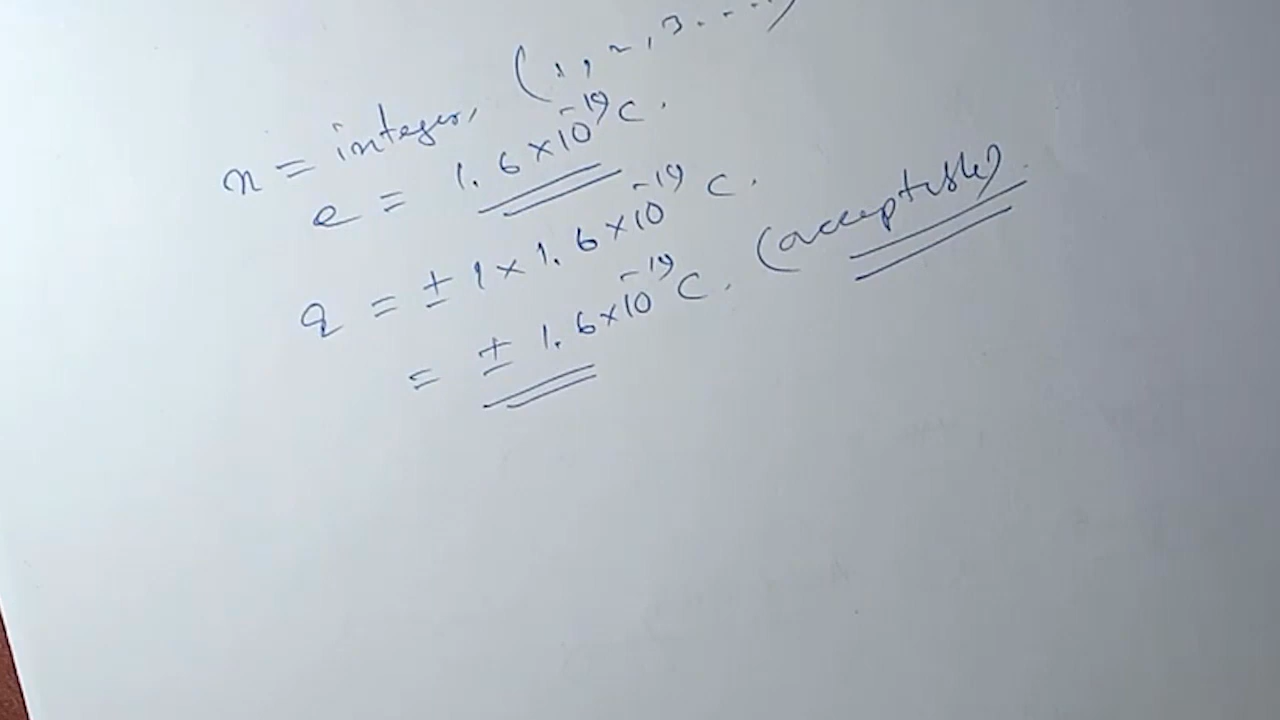 n = integer, (1, 2, 3....)
e = 1.6×10⁻¹⁹ C.
q = ± 1 × 1.6×10⁻¹⁹ C.
= ± 1.6×10⁻¹⁹ C. (acceptable).